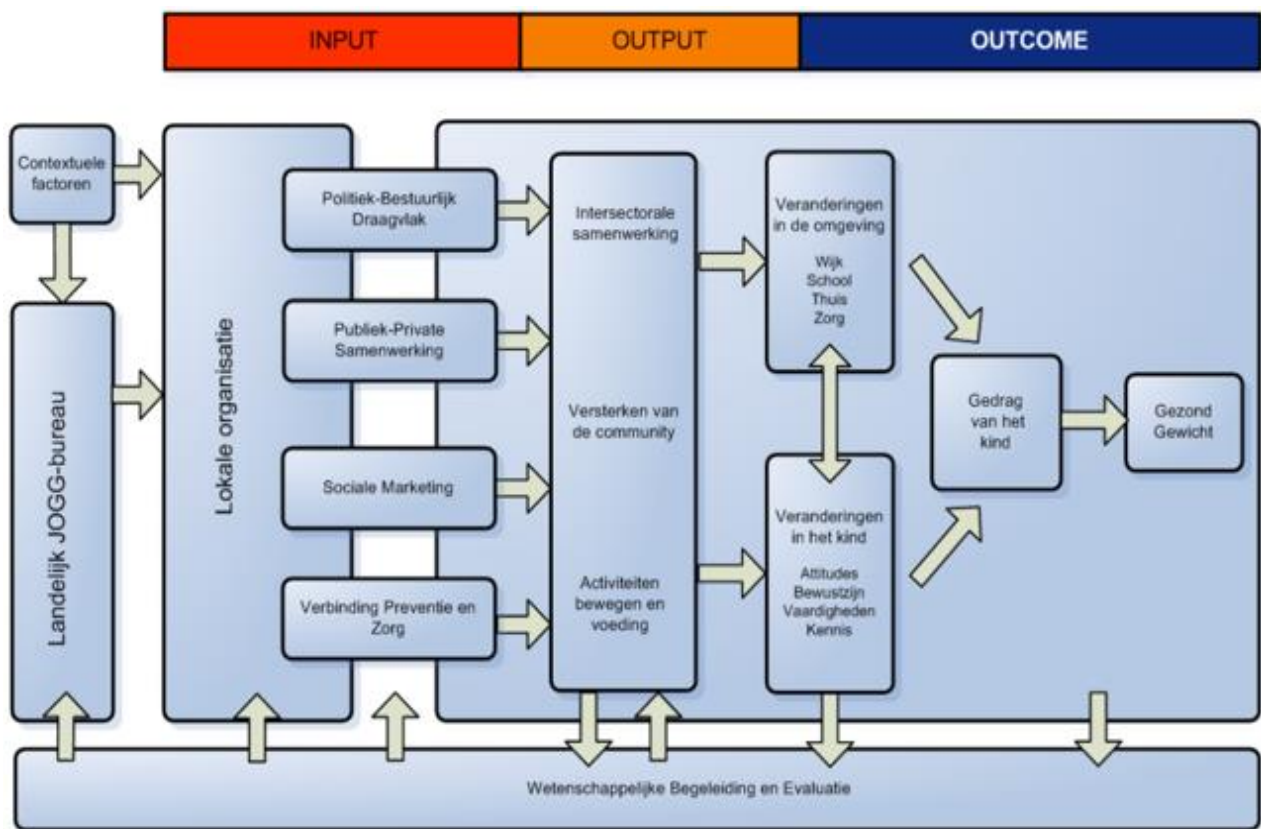 INPUT
OUTPUT
OUTCOME
Contextuele
factoren
Landelijk JOGG-bureau
Lokale organisatie
Politiek-Bestuurlijk
Draagvlak
Publiek-Private
Samenwerking
Sociale Marketing
Verbinding Preventie en
Zorg
Intersectorale
samenwerking
Versterken van
de community
Activiteiten
bewegen en
voeding
Veranderingen
in de omgeving
Wijk
School
Thuis
Zorg
Veranderingen
in het kind
Attitudes
Bewustzijn
Vaardigheden
Kennis
Gedrag
van het
kind
Gezond
Gewicht
Wetenschappelijke Begeleiding en Evaluatie